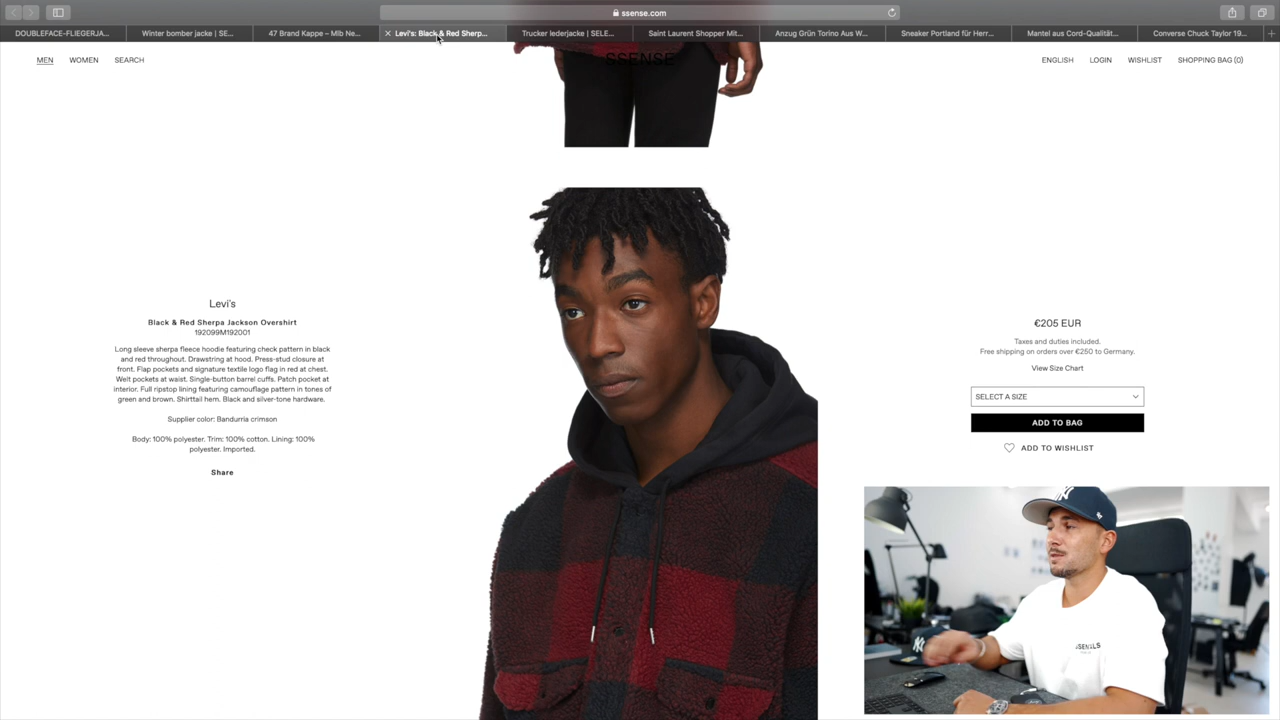 ssense.com
DOUBLEFACE-FLIEGERJA...
Winter bomber jacke | SE...
47 Brand Kappe – Mlb Ne...
Levi's: Black & Red Sherp...
Trucker lederjacke | SELE...
Saint Laurent Shopper Mit...
Anzug Grün Torino Aus W...
Sneaker Portland für Herr...
Mantel aus Cord-Qualität...
Converse Chuck Taylor 19...
MEN
WOMEN
SEARCH
SSENSE
ENGLISH
LOGIN
WISHLIST
SHOPPING BAG (0)
Levi's
Black & Red Sherpa Jackson Overshirt
192099M192001
Long sleeve sherpa fleece hoodie featuring check pattern in black
and red throughout. Drawstring at hood. Press-stud closure at
front. Flap pockets and signature textile logo flag in red at chest.
Welt pockets at waist. Single-button barrel cuffs. Patch pocket at
interior. Full ripstop lining featuring camouflage pattern in tones of
green and brown. Shirttail hem. Black and silver-tone hardware.
Supplier color: Bandurria crimson
Body: 100% polyester. Trim: 100% cotton. Lining: 100%
polyester. Imported.
Share
€205 EUR
Taxes and duties included.
Free shipping on orders over €250 to Germany.
View Size Chart
SELECT A SIZE
ADD TO BAG
ADD TO WISHLIST